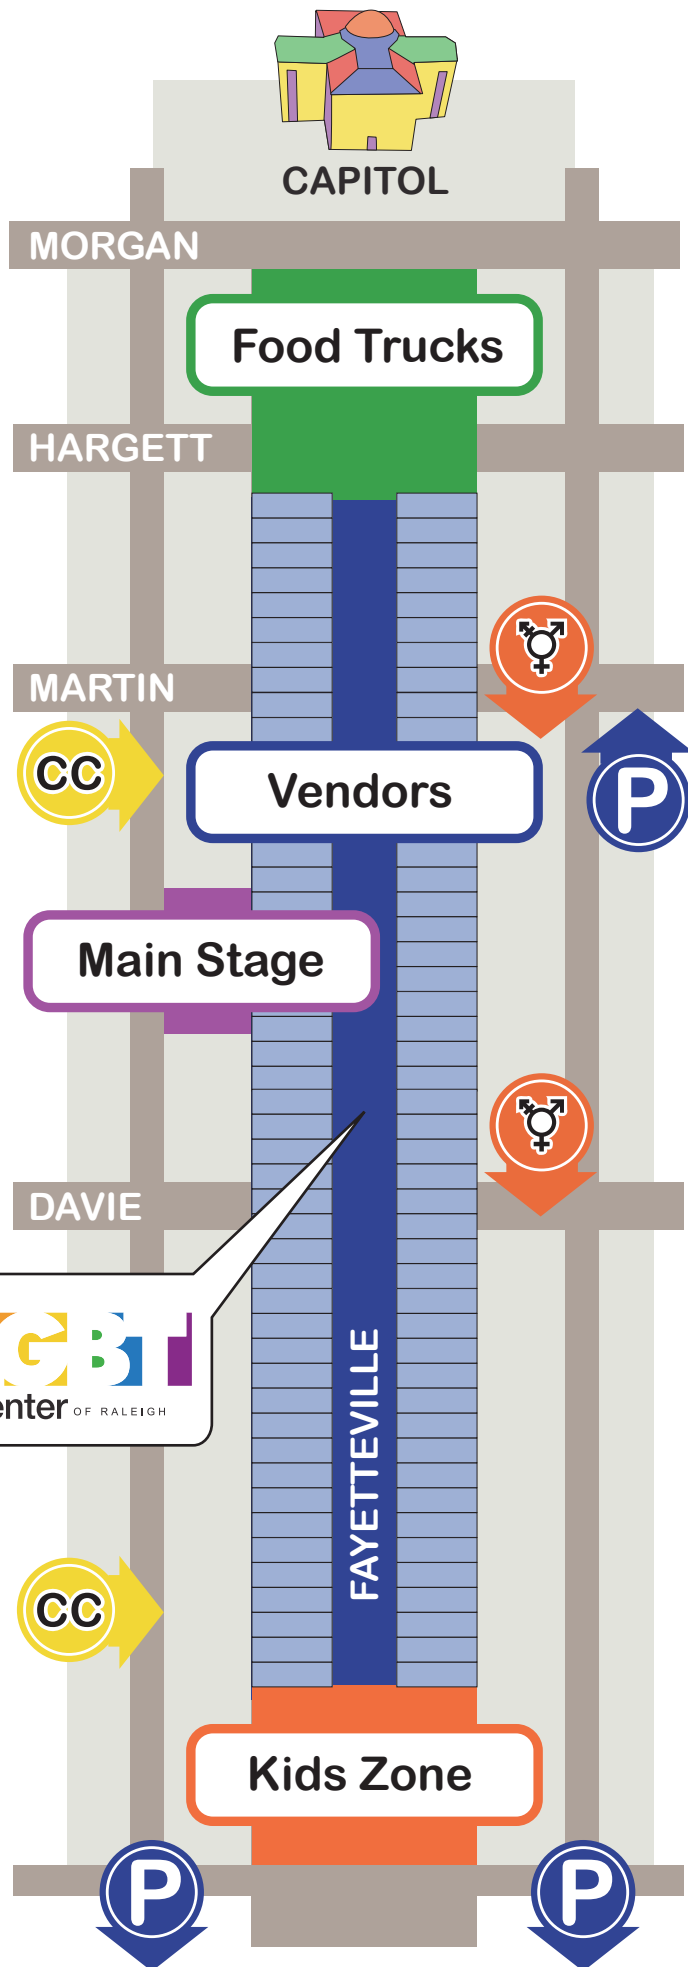 CAPITOL
MORGAN
Food Trucks
HARGETT
MARTIN
CC
Vendors
P
Main Stage
DAVIE
GBT
enter OF RALEIGH
FAYETTEVILLE
CC
Kids Zone
P
P